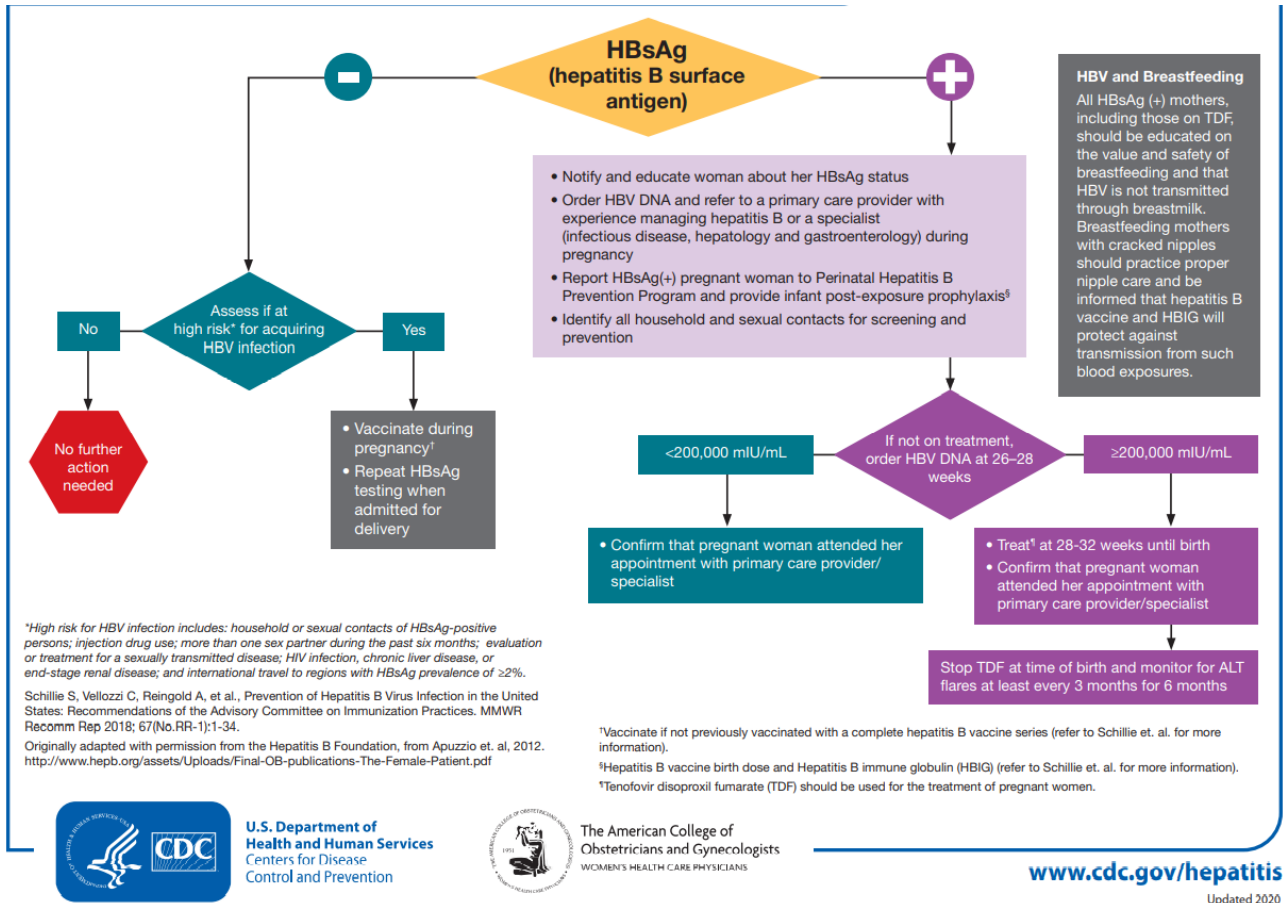 HBsAg
(hepatitis B surface
antigen)
HBV and Breastfeeding
All HBsAg (+) mothers,
including those on TDF,
should be educated on
the value and safety of
breastfeeding and that
HBV is not transmitted
through breastmilk.
Breastfeeding mothers
with cracked nipples
should practice proper
nipple care and be
informed that hepatitis B
vaccine and HBIG will
protect against
transmission from such
blood exposures.
• Notify and educate woman about her HBsAg status
• Order HBV DNA and refer to a primary care provider with
experience managing hepatitis B or a specialist
(infectious disease, hepatology and gastroenterology) during
pregnancy
• Report HBsAg(+) pregnant woman to Perinatal Hepatitis B
Prevention Program and provide infant post-exposure prophylaxis§
• Identify all household and sexual contacts for screening and
prevention
No
Assess if at
high risk* for acquiring
HBV infection
Yes
No further
action
needed
• Vaccinate during
pregnancy†
• Repeat HBsAg
testing when
admitted for
delivery
<200,000 mIU/mL
If not on treatment,
order HBV DNA at 26–28
weeks
≥200,000 mIU/mL
• Confirm that pregnant woman attended her
appointment with primary care provider/
specialist
• Treat¶ at 28-32 weeks until birth
• Confirm that pregnant woman
attended her appointment with
primary care provider/specialist
Stop TDF at time of birth and monitor for ALT
flares at least every 3 months for 6 months
*High risk for HBV infection includes: household or sexual contacts of HBsAg-positive
persons; injection drug use; more than one sex partner during the past six months; evaluation
or treatment for a sexually transmitted disease; HIV infection, chronic liver disease, or
end-stage renal disease; and international travel to regions with HBsAg prevalence of ≥2%.
Schillie S, Vellozzi C, Reingold A, et al., Prevention of Hepatitis B Virus Infection in the United
States: Recommendations of the Advisory Committee on Immunization Practices. MMWR
Recomm Rep 2018; 67(No.RR-1):1-34.
Originally adapted with permission from the Hepatitis B Foundation, from Apuzzio et. al, 2012.
http://www.hepb.org/assets/Uploads/Final-OB-publications-The-Female-Patient.pdf
†Vaccinate if not previously vaccinated with a complete hepatitis B vaccine series (refer to Schillie et. al. for more
information).
§Hepatitis B vaccine birth dose and Hepatitis B immune globulin (HBIG) (refer to Schillie et. al. for more information).
¶Tenofovir disoproxil fumarate (TDF) should be used for the treatment of pregnant women.
CDC
U.S. Department of
Health and Human Services
Centers for Disease
Control and Prevention
1951
The American College of
Obstetricians and Gynecologists
WOMEN'S HEALTH CARE PHYSICIANS
www.cdc.gov/hepatitis
Updated 2020